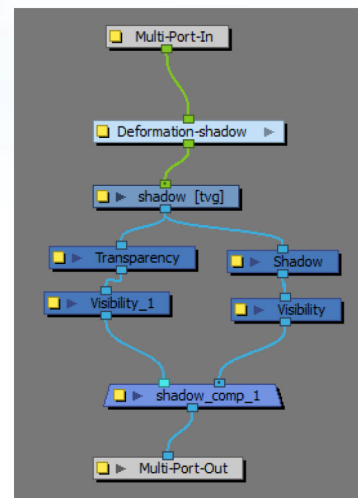 Multi-Port-In
Deformation-shadow
shadow [tvg]
Transparency
Shadow
Visibility_1
Visibility
shadow_comp_1
Multi-Port-Out